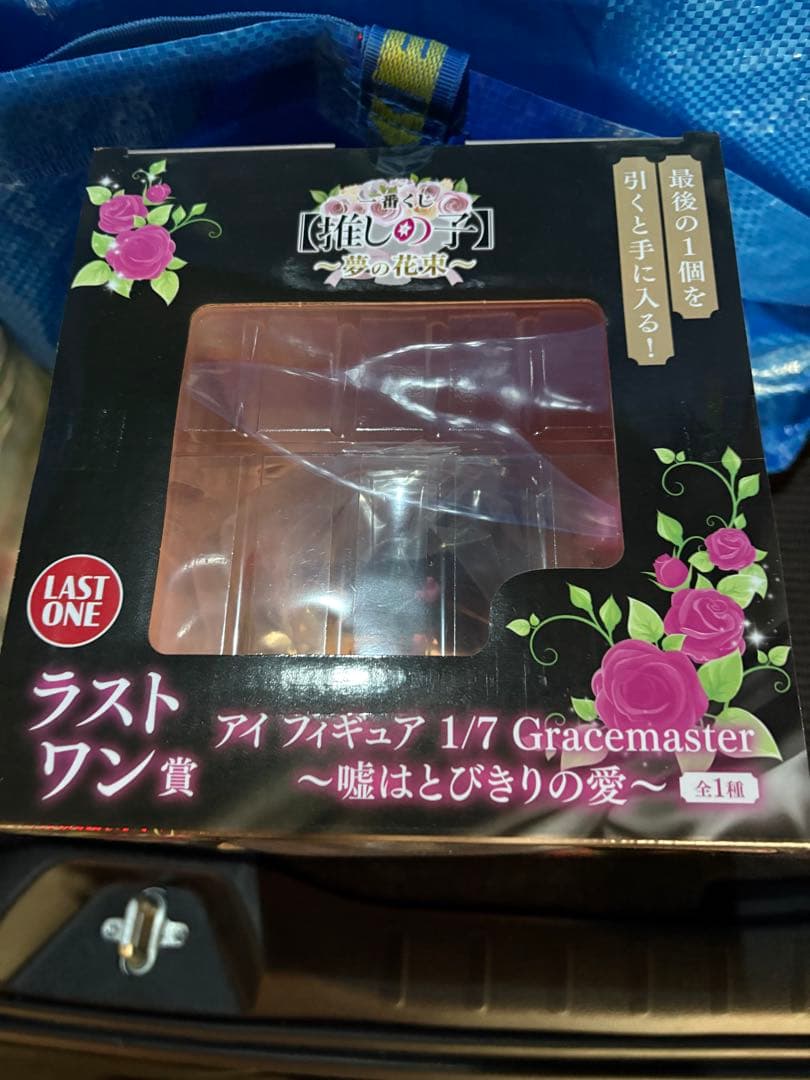 一番くじ
【推しの子】
～夢の花束～
最後の1個を
引くと手に入る！
LAST
ONE
ラスト
ワン賞
アイ フィギュア 1/7 Gracemaster
～嘘はとびきりの愛～
全1種